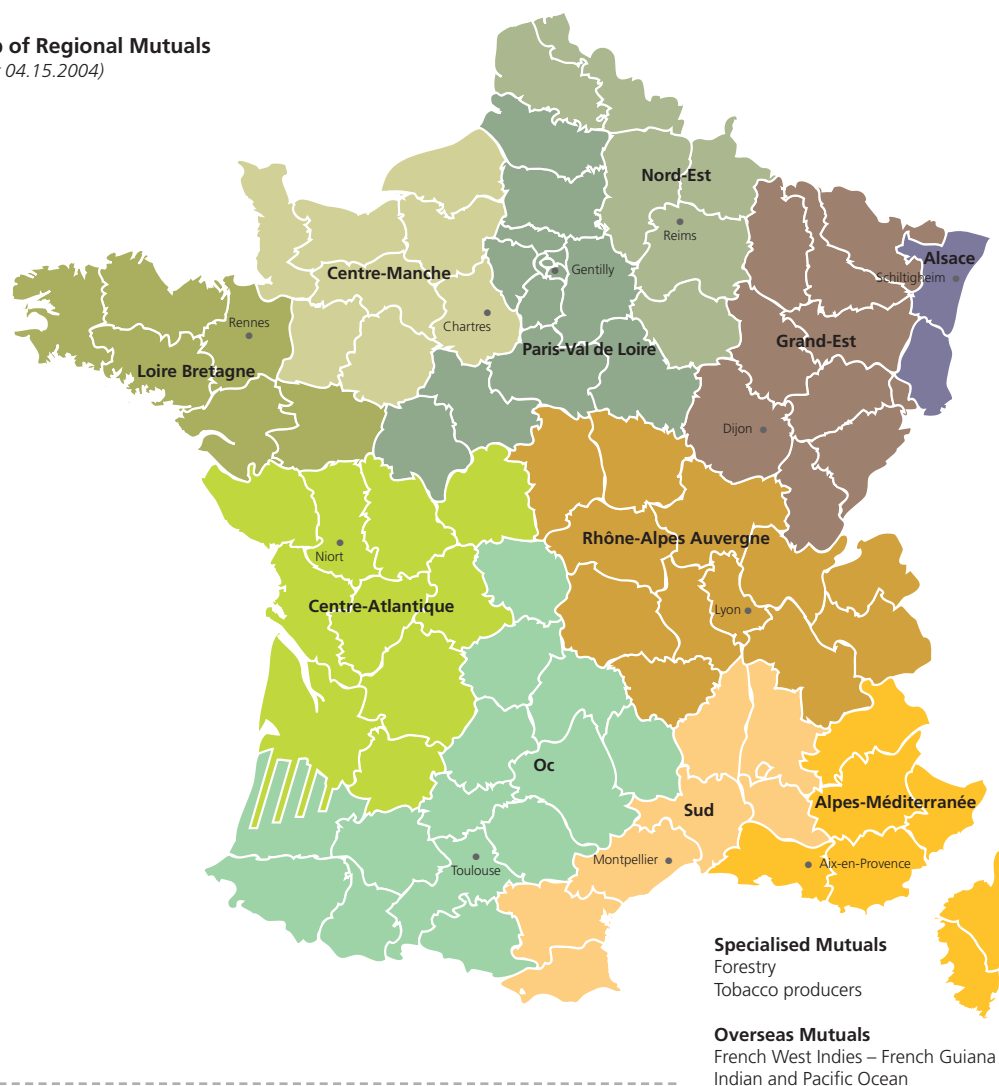 of Regional Mutuals
04.15.2004)
Nord-Est
Reims
Alsace
Schiltigheim
Centre-Manche
Gentilly
Chartres
Rennes
Paris-Val de Loire
Grand-Est
Loire Bretagne
Dijon
Rhône-Alpes Auvergne
Niort
Centre-Atlantique
Lyon
Oc
Sud
Alpes-Méditerranée
Montpellier
Aix-en-Provence
Toulouse
Specialised Mutuals
Forestry
Tobacco producers
Overseas Mutuals
French West Indies – French Guiana
Indian and Pacific Ocean